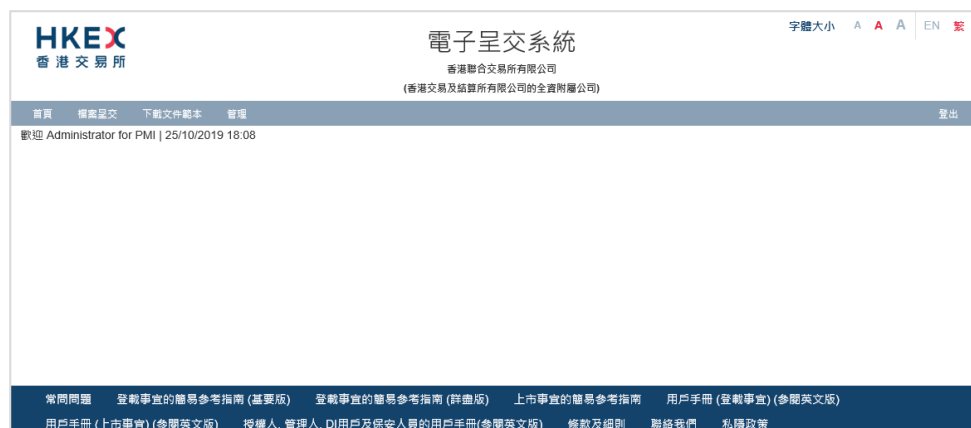 HKEX
香港交易所
電子呈交系統
香港聯合交易所有限公司
(香港交易及結算所有限公司的全資附屬公司)
字體大小 A A A EN 繁
首頁 檔案呈交 下載文件範本 管理 登出
歡迎 Administrator for PMI | 25/10/2019 18:08
常問問題 登載事宜的簡易參考指南 (基要版) 登載事宜的簡易參考指南 (詳盡版) 上市事宜的簡易參考指南 用戶手冊 (登載事宜) (參閱英文版)
用戶手冊 (上市事宜) (參閱英文版) 授權人, 管理人, DI用戶及保安人員的用戶手冊(參閱英文版) 條款及細則 聯絡我們 私隱政策